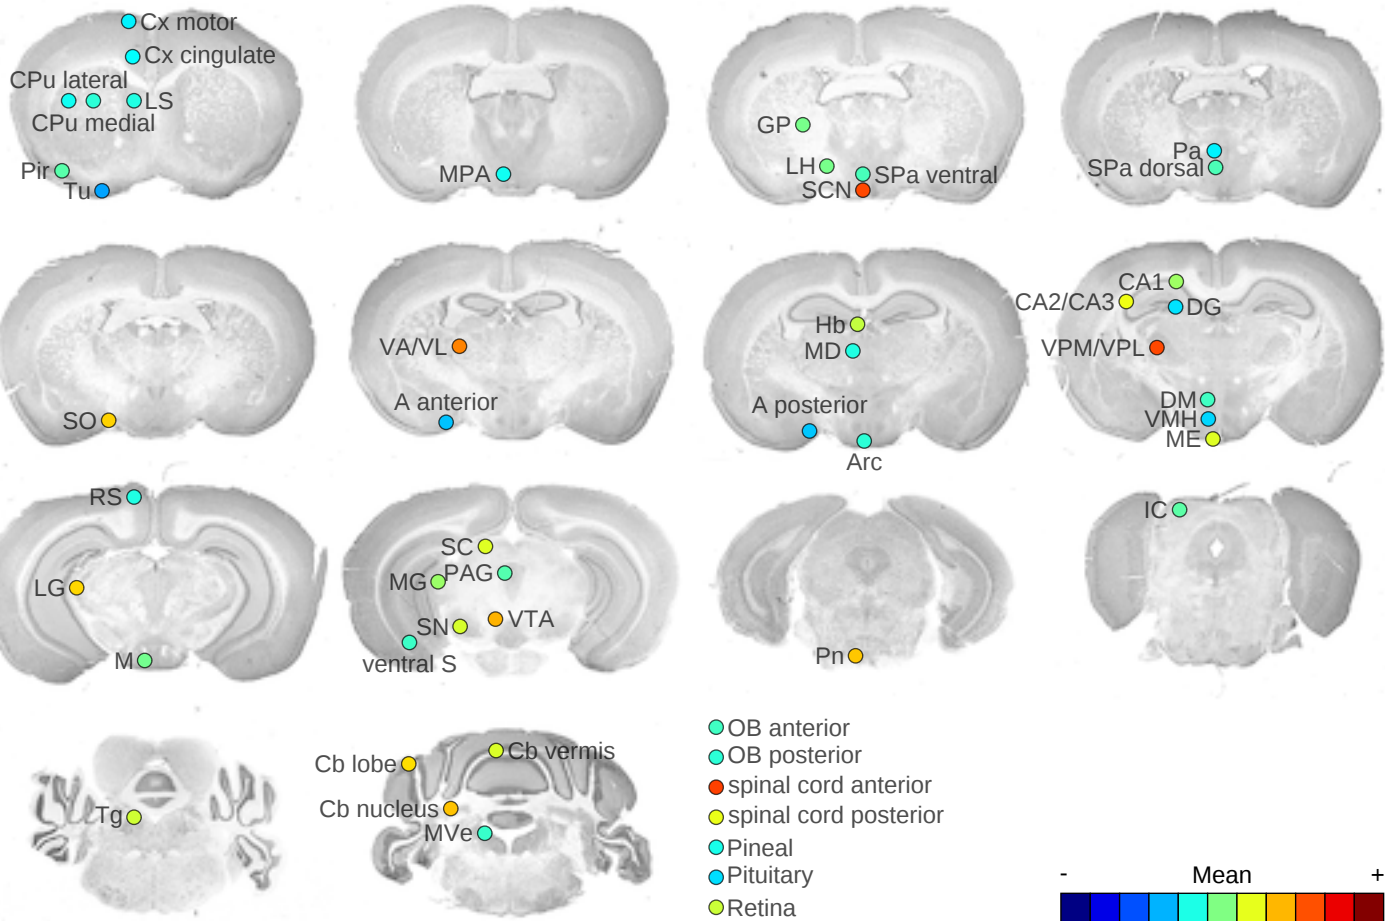 Cx motor
Cx cingulate
CPu lateral
LS
CPu medial
Pir
Tu
MPA
GP
LH
SPa ventral
SCN
Pa
SPa dorsal
SO
VA/VL
A anterior
Hb
MD
A posterior
Arc
CA1
CA2/CA3
DG
VPM/VPL
DM
VMH
ME
RS
LG
M
SC
MG
PAG
SN
VTA
ventral S
Pn
IC
Tg
Cb lobe
Cb vermis
Cb nucleus
MVe
OB anterior
OB posterior
spinal cord anterior
spinal cord posterior
Pineal
Pituitary
Retina
- Mean +